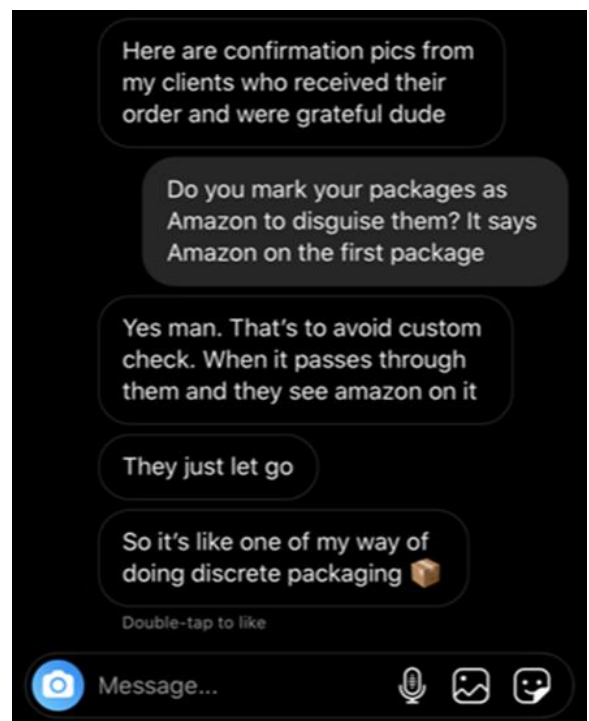 Here are confirmation pics from
my clients who received their
order and were grateful dude
Do you mark your packages as
Amazon to disguise them? It says
Amazon on the first package
Yes man. That's to avoid custom
check. When it passes through
them and they see amazon on it
They just let go
So it's like one of my way of
doing discrete packaging 📦
Double-tap to like
Message...